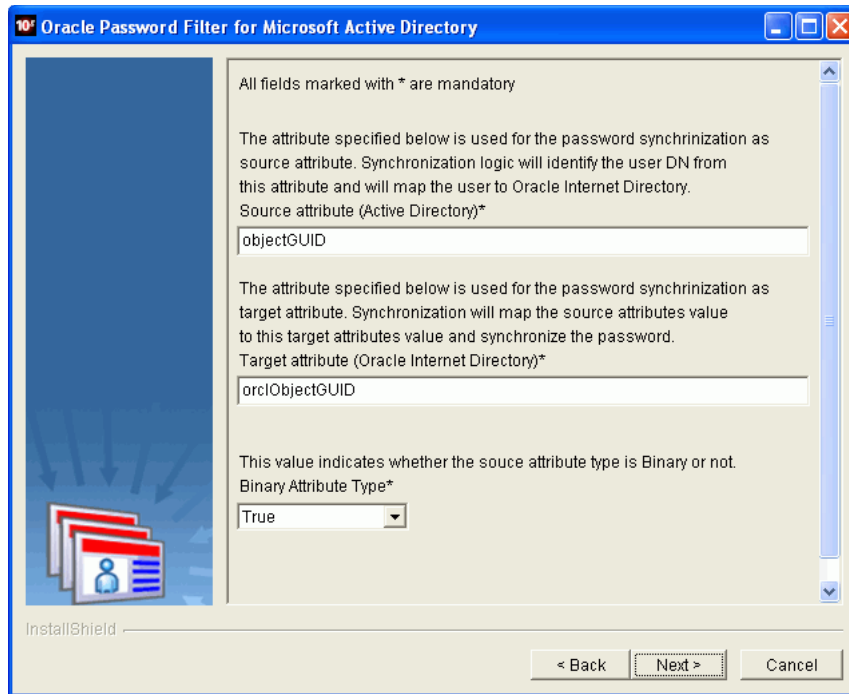 10g Oracle Password Filter for Microsoft Active Directory
All fields marked with * are mandatory
The attribute specified below is used for the password synchrinization as
source attribute. Synchronization logic will identify the user DN from
this attribute and will map the user to Oracle Internet Directory.
Source attribute (Active Directory)*
objectGUID
The attribute specified below is used for the password synchrinization as
target attribute. Synchronization will map the source attributes value
to this target attributes value and synchronize the password.
Target attribute (Oracle Internet Directory)*
orclObjectGUID
This value indicates whether the souce attribute type is Binary or not.
Binary Attribute Type*
True
InstallShield
< Back Next > Cancel